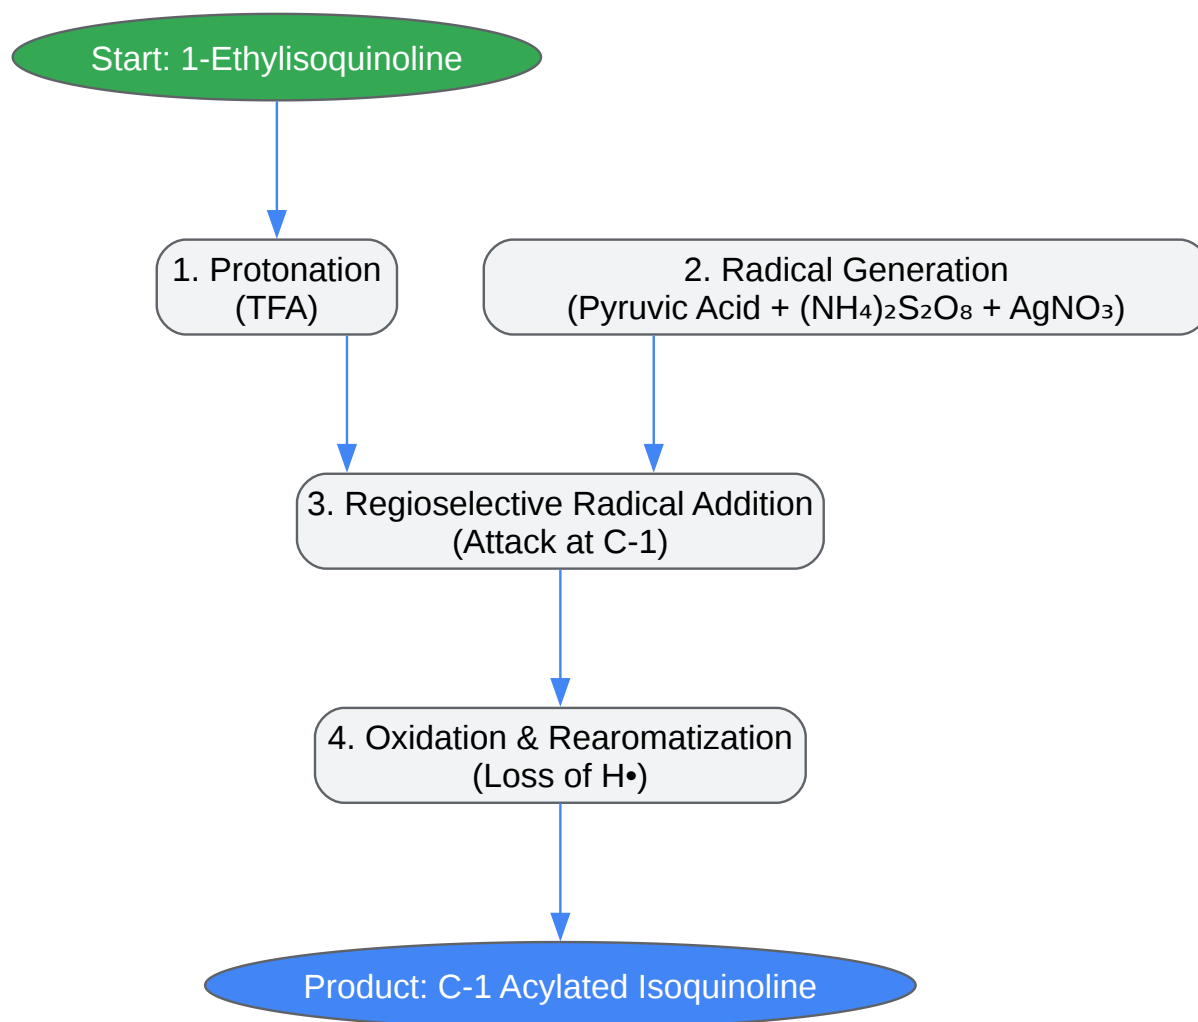 Start: 1-Ethylisoquinoline
1. Protonation
(TFA)
2. Radical Generation
(Pyruvic Acid + (NH₄)₂S₂O₈ + AgNO₃)
3. Regioselective Radical Addition
(Attack at C-1)
4. Oxidation & Rearomatization
(Loss of H•)
Product: C-1 Acylated Isoquinoline